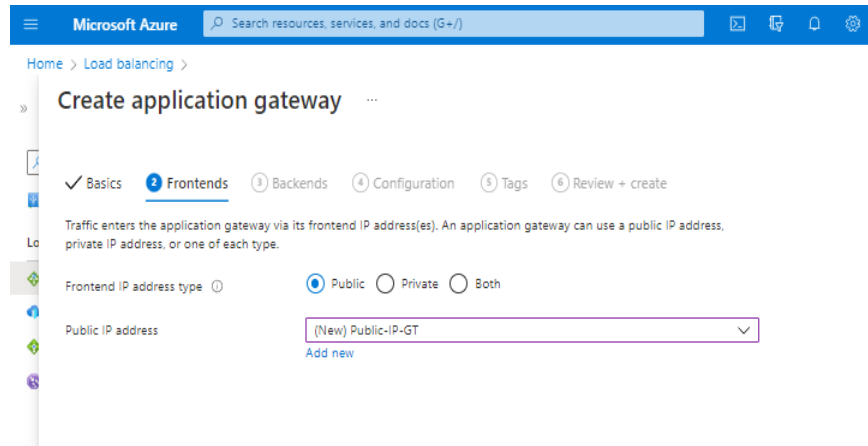 Microsoft Azure
Search resources, services, and docs (G+/)
Home > Load balancing >
Create application gateway ...
Basics 2 Frontends 3 Backends 4 Configuration 5 Tags 6 Review + create
Traffic enters the application gateway via its frontend IP address(es). An application gateway can use a public IP address,
private IP address, or one of each type.
Lo
Frontend IP address type Public Private Both
Public IP address (New) Public-IP-GT
Add new